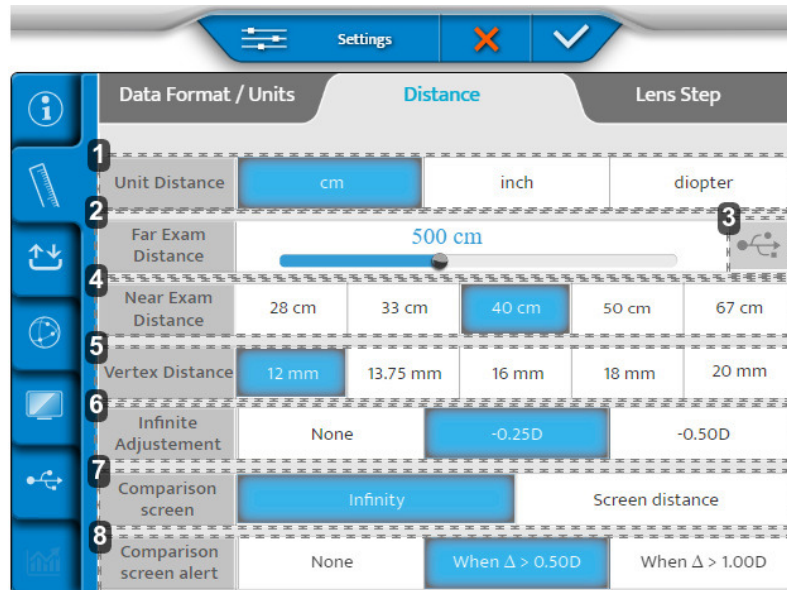 Settings
Data Format / Units Distance Lens Step
1
Unit Distance cm inch diopter
2 3
Far Exam
Distance
500 cm
4
Near Exam
Distance
28 cm 33 cm 40 cm 50 cm 67 cm
5
Vertex Distance 12 mm 13.75 mm 16 mm 18 mm 20 mm
6
Infinite
Adjustement
None -0.25D -0.50D
7
Comparison
screen
Infinity Screen distance
8
Comparison
screen alert
None When Δ > 0.50D When Δ > 1.00D